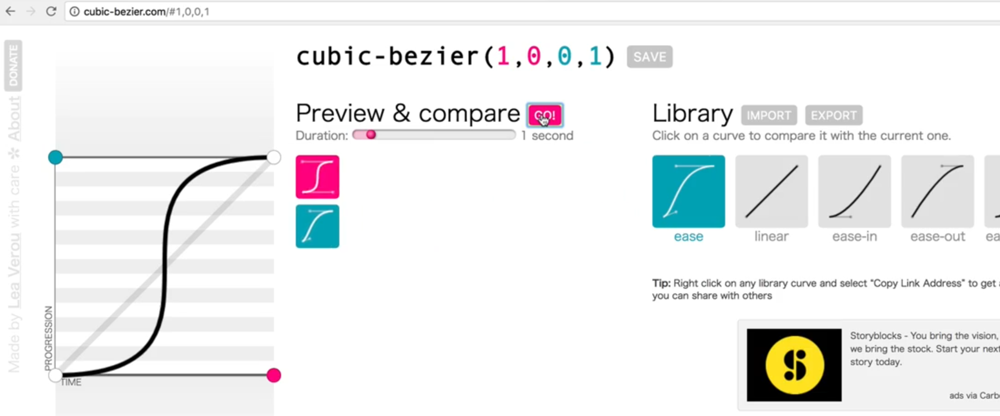 cubic-bezier.com/#1,0,0,1
DONATE
Made by Lea Verou with care ✲ About
cubic-bezier(1,0,0,1)
SAVE
Preview & compare
GO!
Duration:
1 second
Library
IMPORT
EXPORT
Click on a curve to compare it with the current one.
ease
linear
ease-in
ease-out
Tip: Right click on any library curve and select "Copy Link Address" to get
you can share with others
PROGRESSION
TIME
Storyblocks - You bring the vision,
we bring the stock. Start your next
story today.
ads via